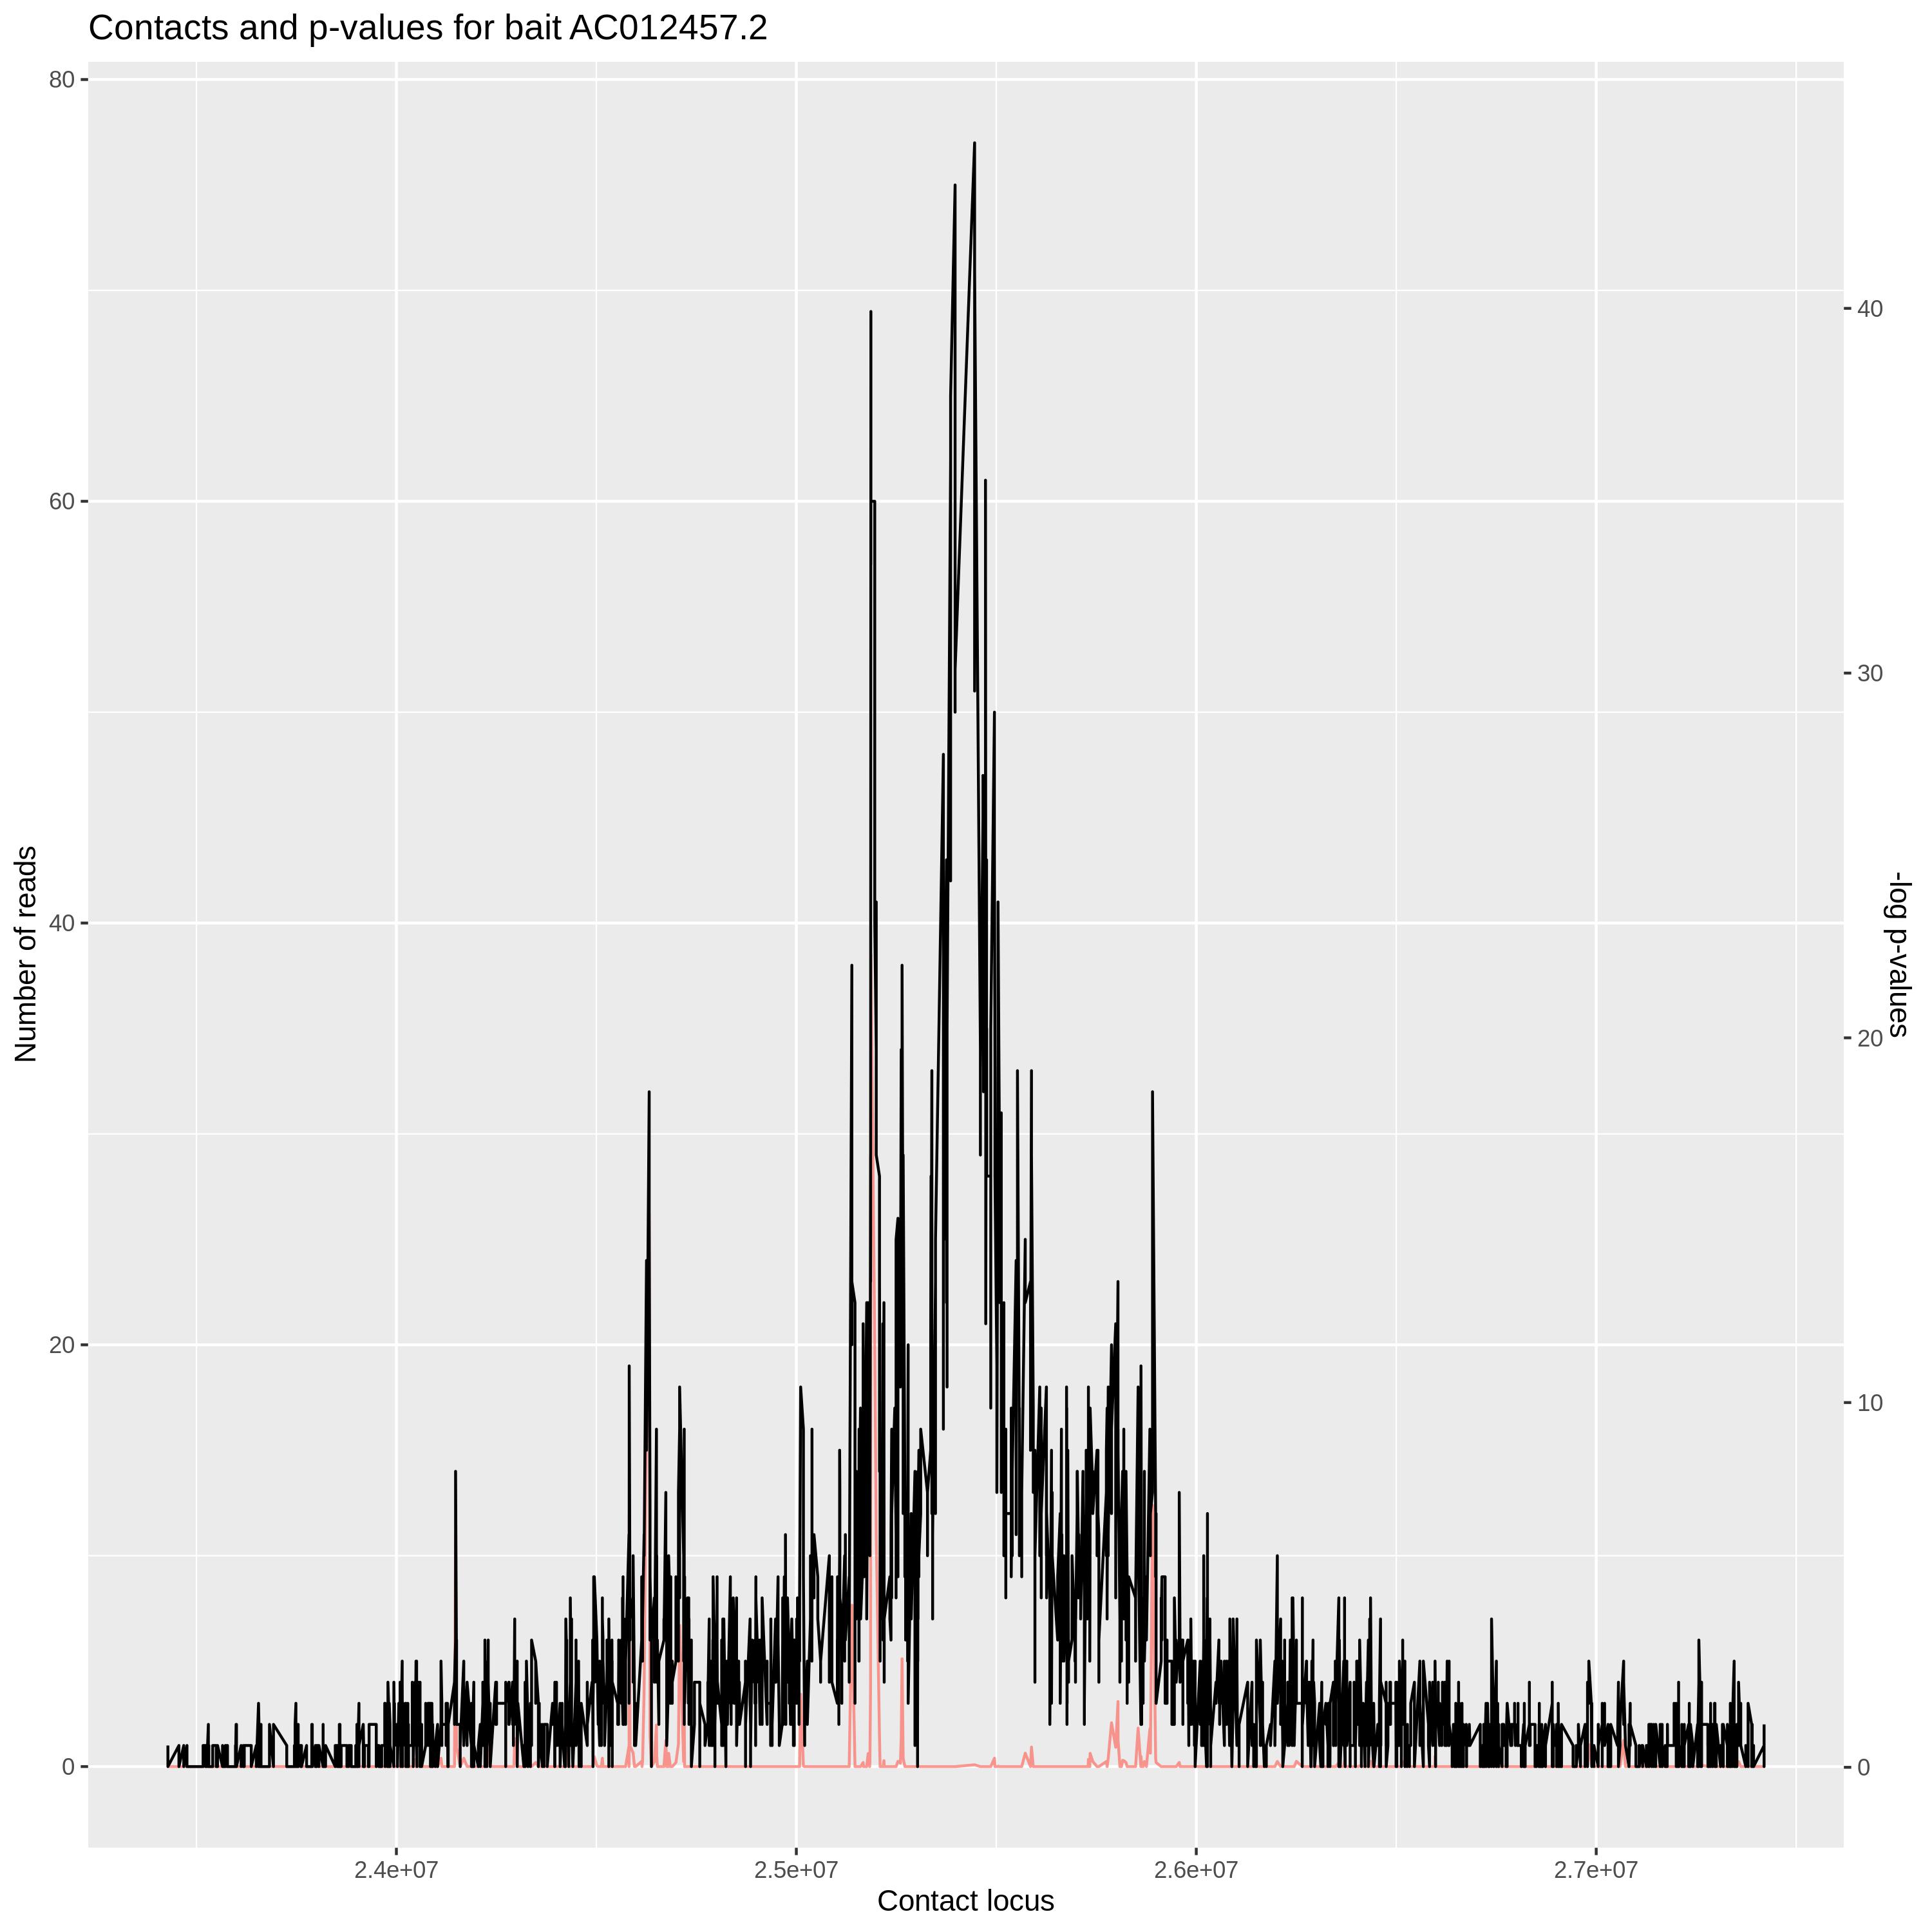 Contacts and p-values for bait AC012457.2
80
60
40
20
0
Number of reads
40
30
20
10
0
-log p-values
2.4e+07
2.5e+07
2.6e+07
2.7e+07
Contact locus